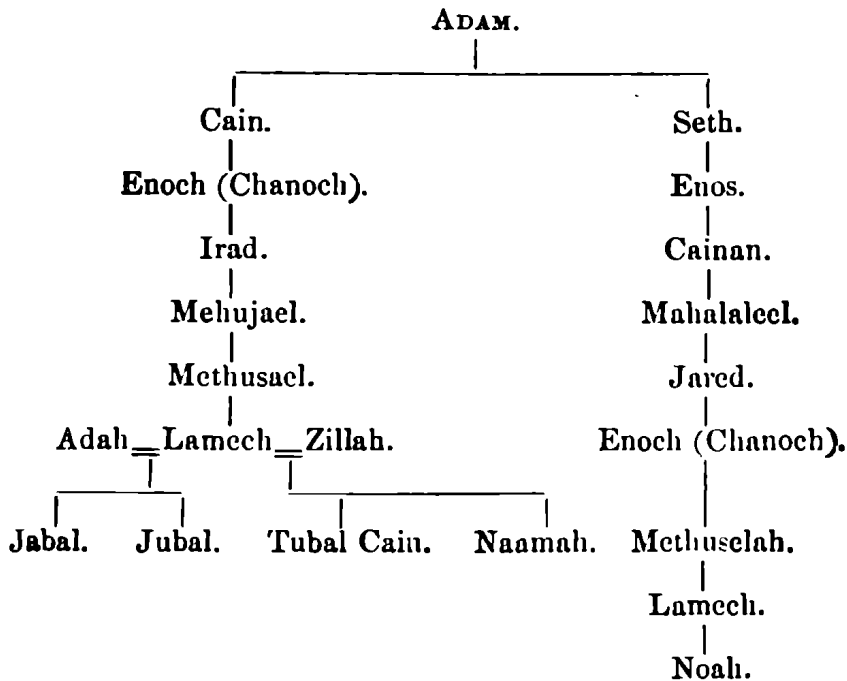 ADAM.
Cain. Seth.
Enoch (Chanoch). Enos.
Irad. Cainan.
Mehujael. Mahalaleel.
Methusael. Jared.
Adah=Lamech=Zillah. Enoch (Chanoch).
Jabal. Jubal. Tubal Cain. Naamah. Methuselah.
Lamech.
Noah.